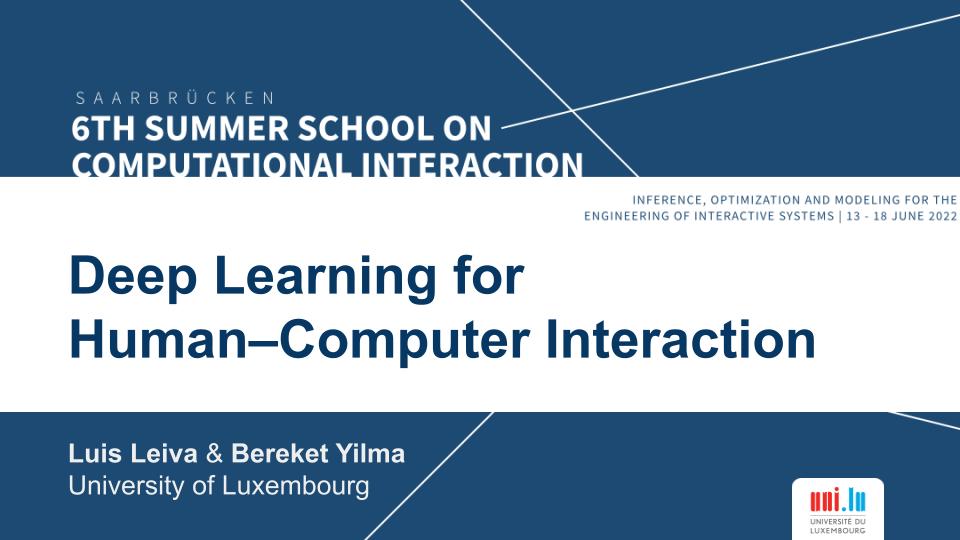 SAARBRÜCKEN
6TH SUMMER SCHOOL ON
COMPUTATIONAL INTERACTION
INFERENCE, OPTIMIZATION AND MODELING FOR THE
ENGINEERING OF INTERACTIVE SYSTEMS | 13 - 18 JUNE 2022
Deep Learning for
Human–Computer Interaction
Luis Leiva & Bereket Yilma
University of Luxembourg
uni.lu
UNIVERSITÉ DU
LUXEMBOURG